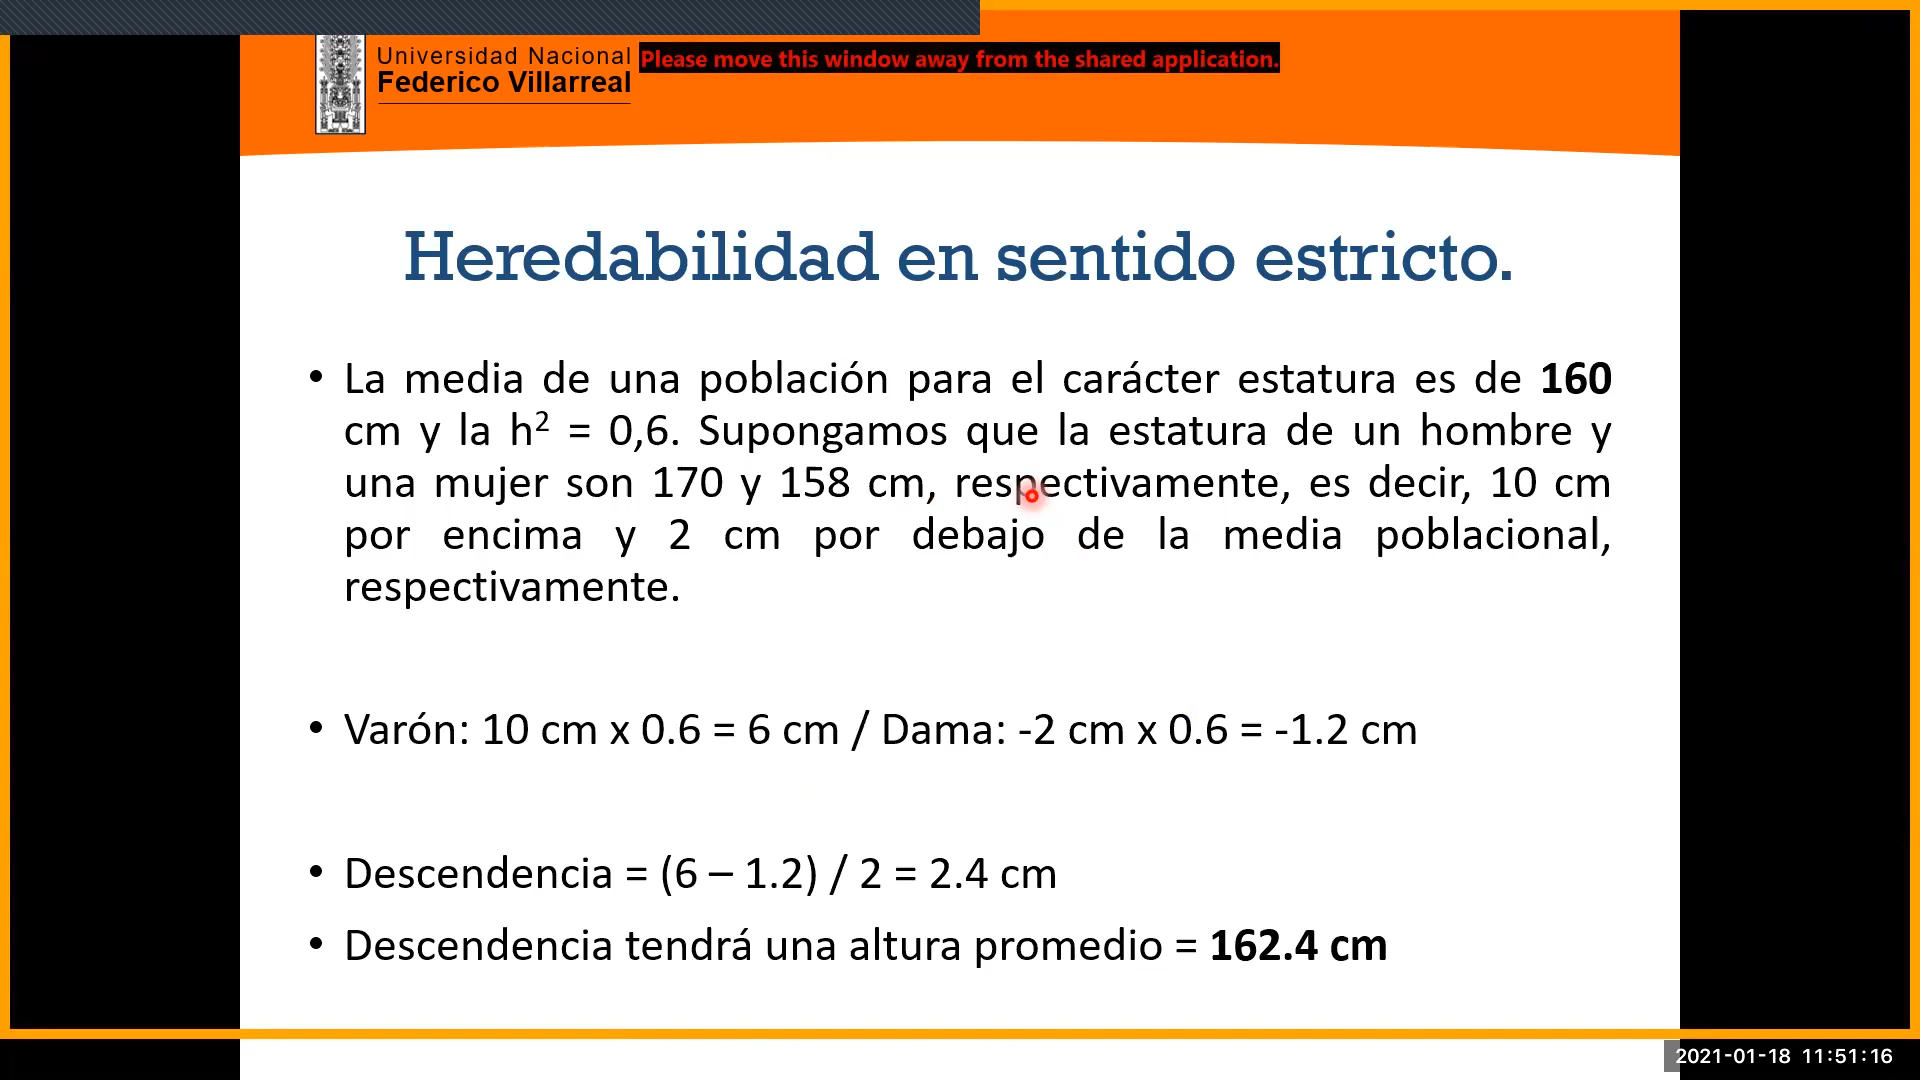 Universidad Nacional
Federico Villarreal
Please move this window away from the shared application.
Heredabilidad en sentido estricto.
• La media de una población para el carácter estatura es de 160
cm y la h² = 0,6. Supongamos que la estatura de un hombre y
una mujer son 170 y 158 cm, respectivamente, es decir, 10 cm
por encima y 2 cm por debajo de la media poblacional,
respectivamente.
• Varón: 10 cm x 0.6 = 6 cm / Dama: -2 cm x 0.6 = -1.2 cm
• Descendencia = (6 – 1.2) / 2 = 2.4 cm
• Descendencia tendrá una altura promedio = 162.4 cm
2021-01-18 11:51:16